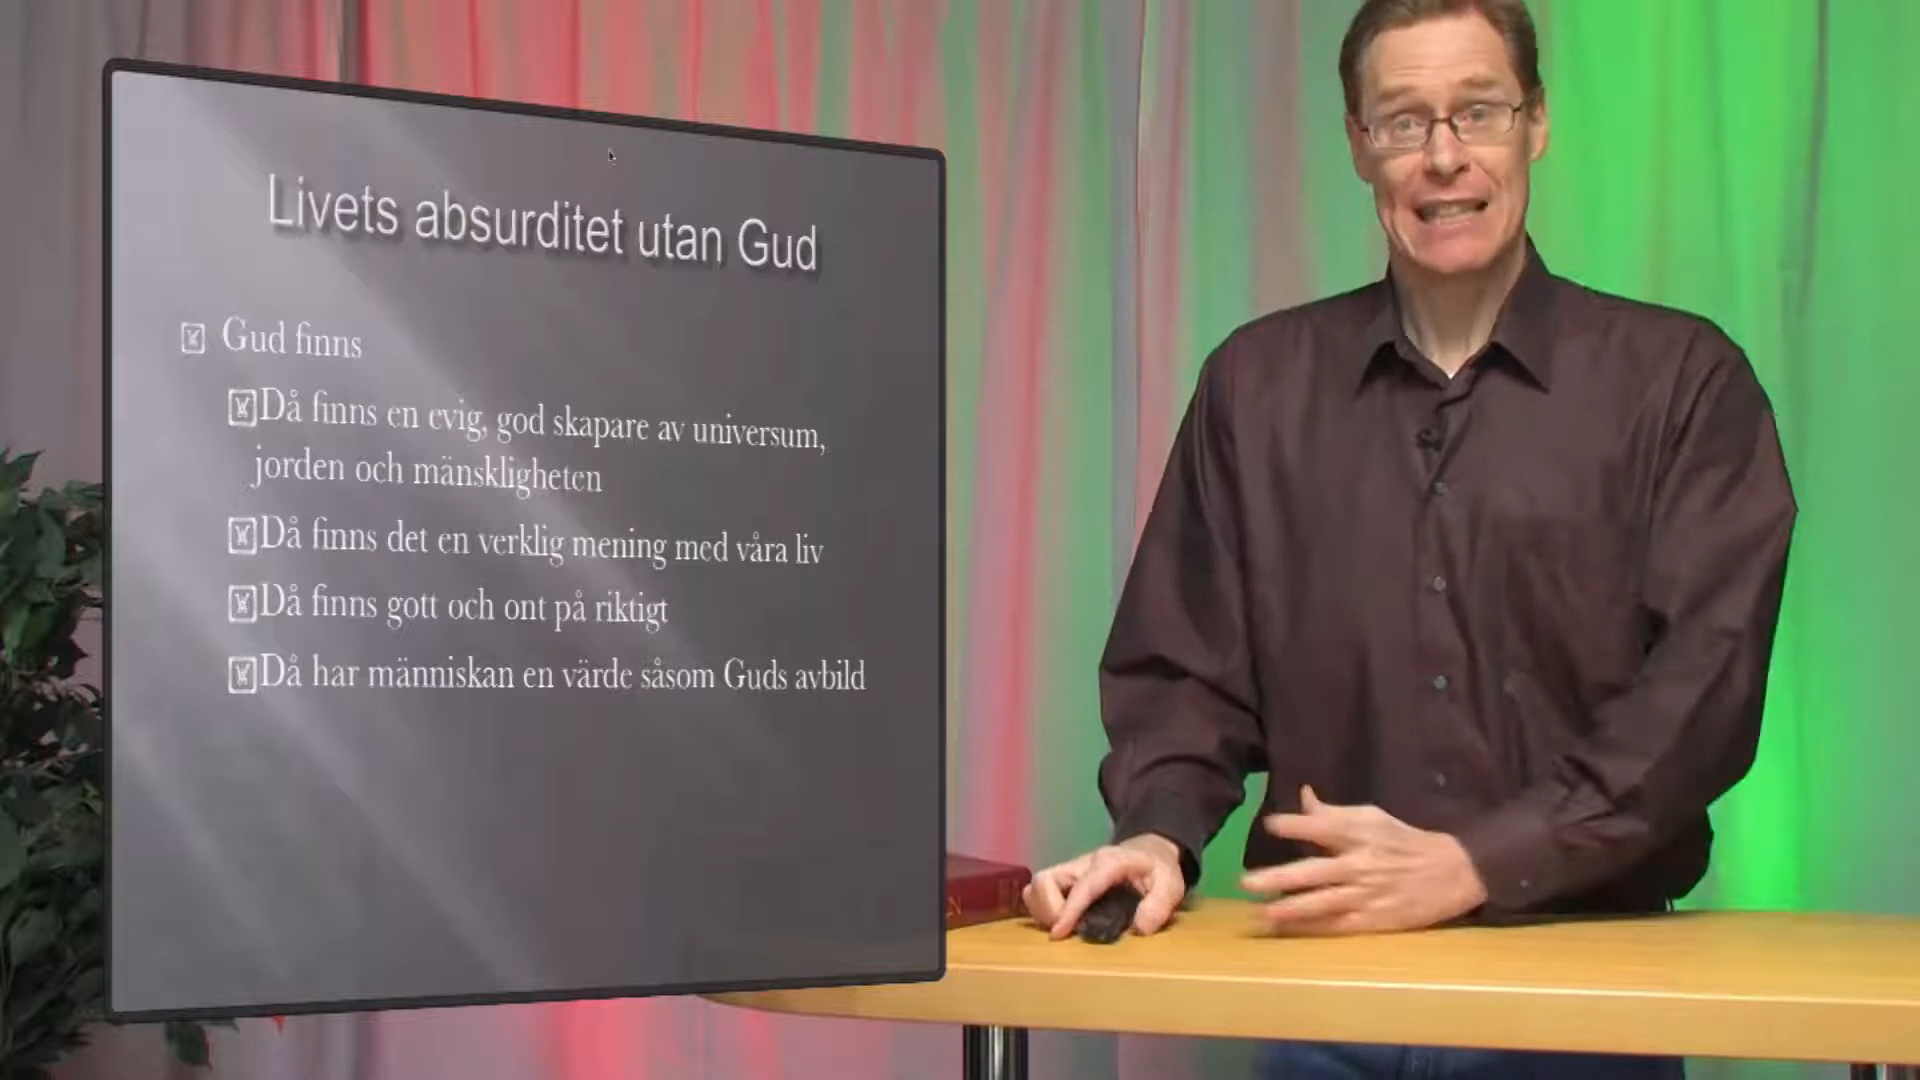 Livets absurditet utan Gud
Gud finns
Då finns en evig, god skapare av universum,
jorden och mänskligheten
Då finns det en verklig mening med våra liv
Då finns gott och ont på riktigt
Då har människan en värde såsom Guds avbild